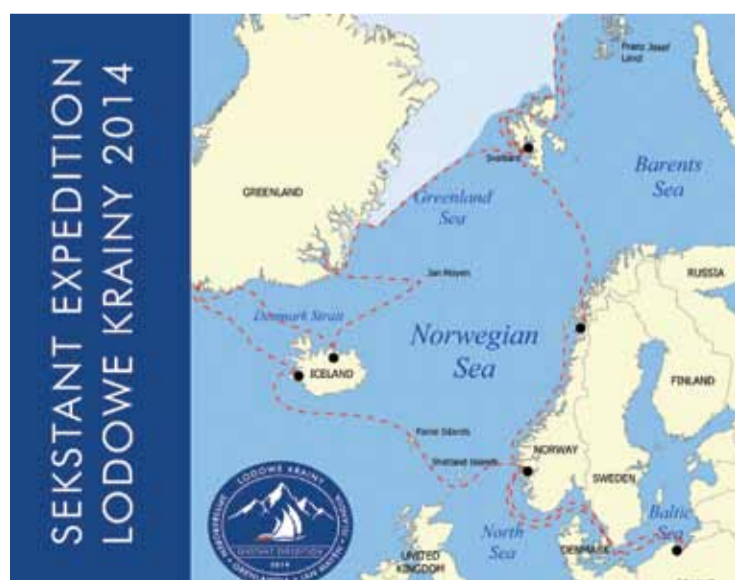 SEKSTANT EXPEDITION
LODOWE KRAINY 2014
Franz Josef
Land
Svalbard
Barents
Sea
GREENLAND
Greenland
Sea
RUSSIA
Jan Mayen
Denmark Strait
Norwegian
Sea
ICELAND
FINLAND
Faroe Islands
Shetland Islands
NORWAY
SWEDEN
LODOWE KRAINY
SEKSTANT EXPEDITION
2014
North
Sea
DENMARK
Baltic
Sea
UNITED
KINGDOM